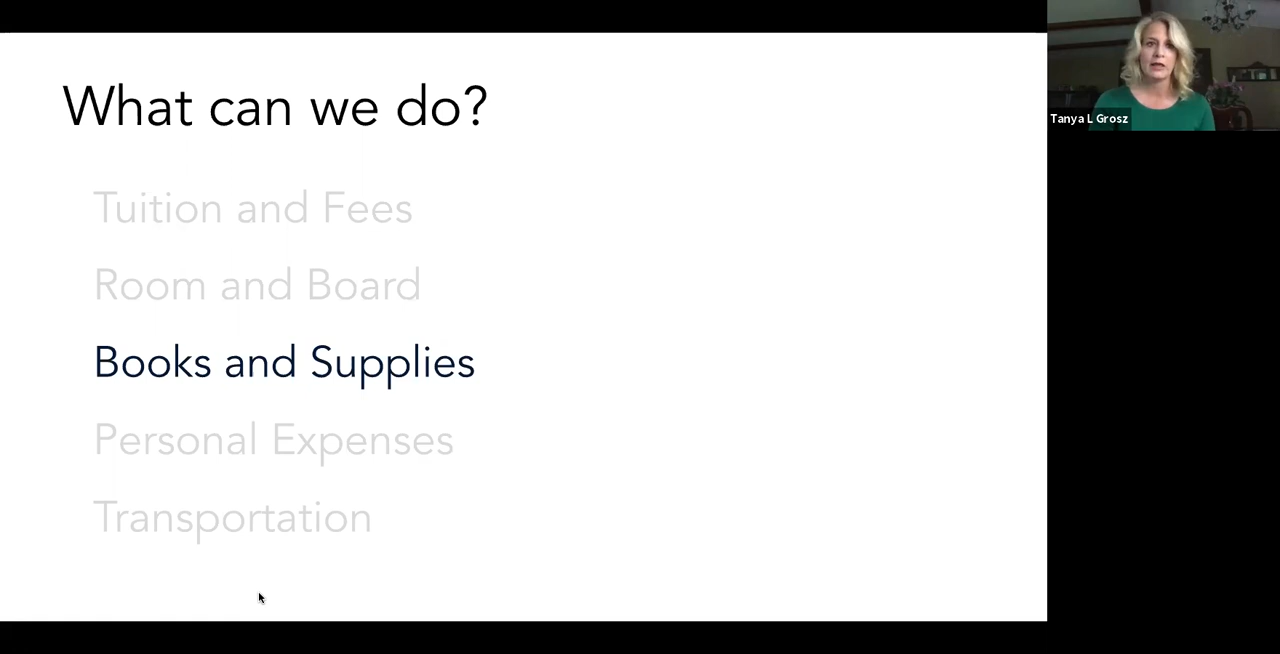 What can we do?
Tuition and Fees
Room and Board
Books and Supplies
Personal Expenses
Transportation
Tanya L Grosz